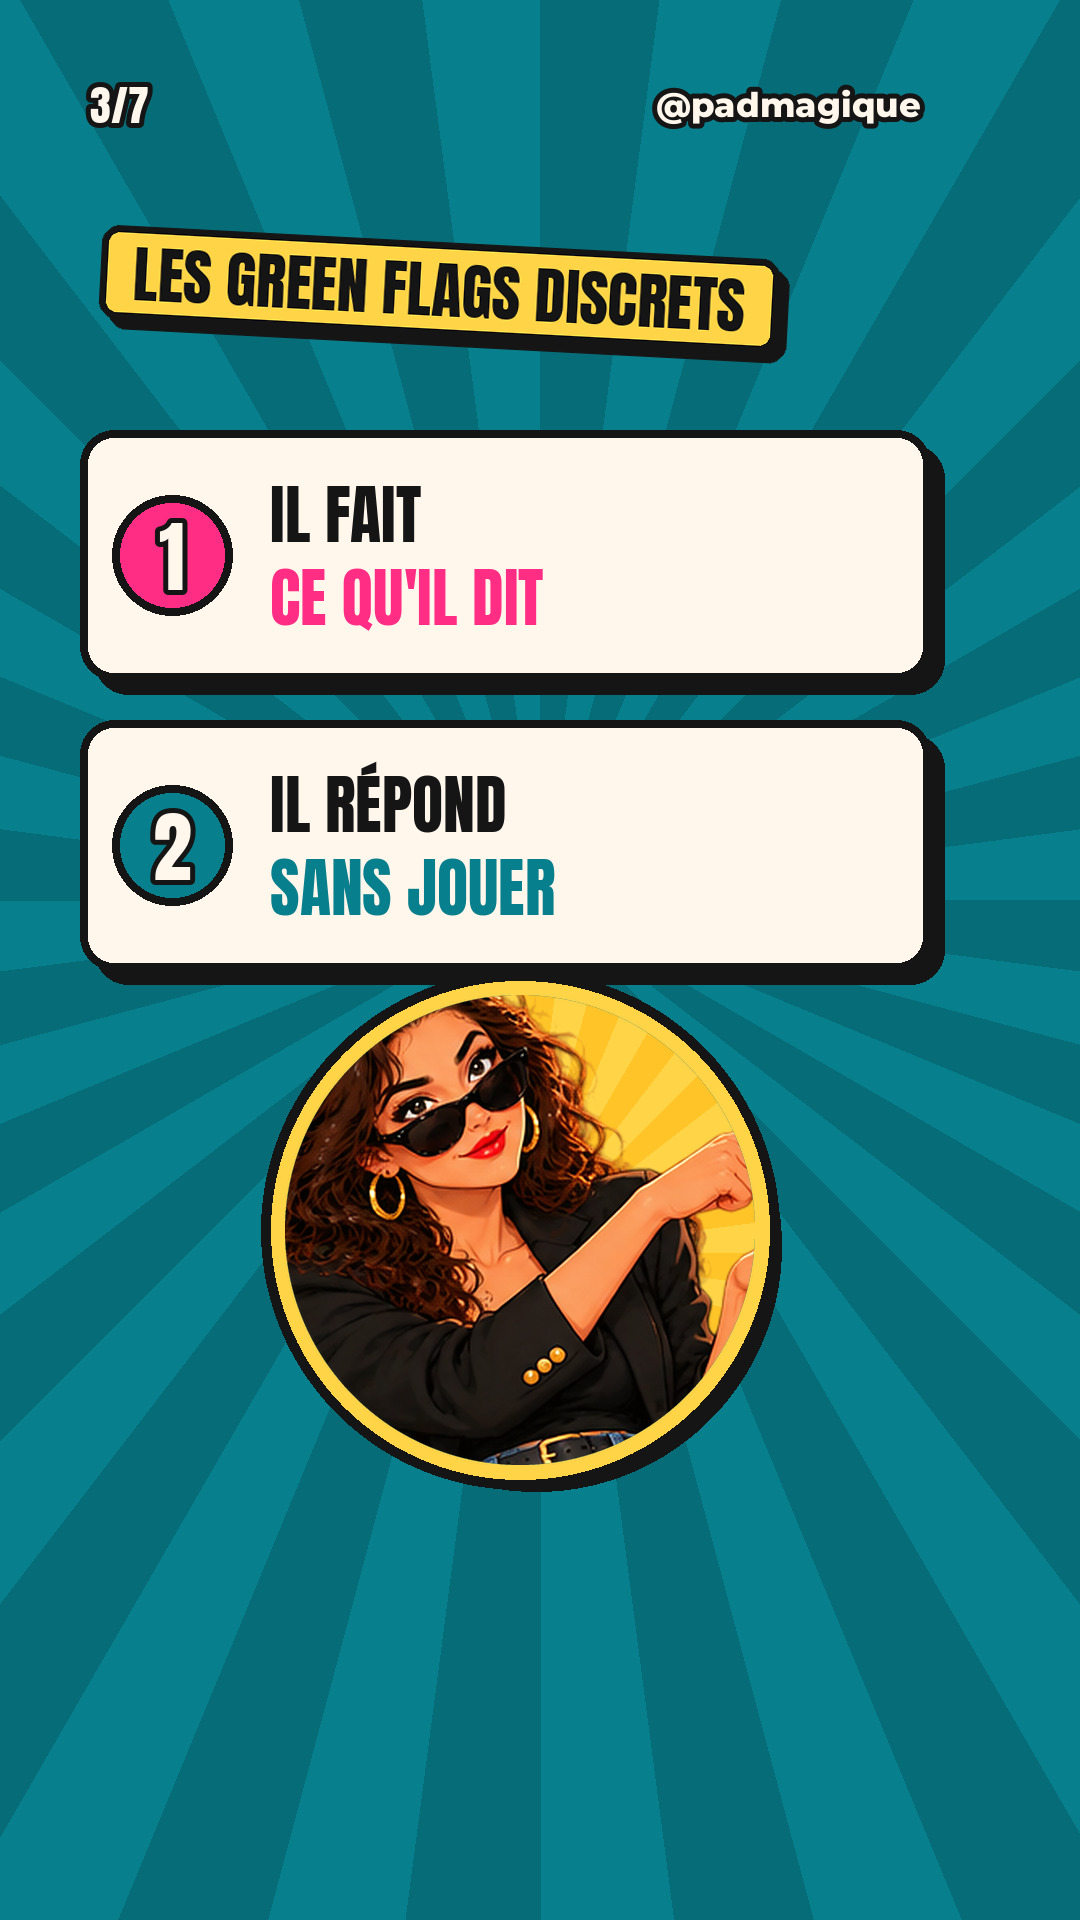 3/7
@padmagique
LES GREEN FLAGS DISCRETS
1
IL FAIT
CE QU'IL DIT
2
IL RÉPOND
SANS JOUER